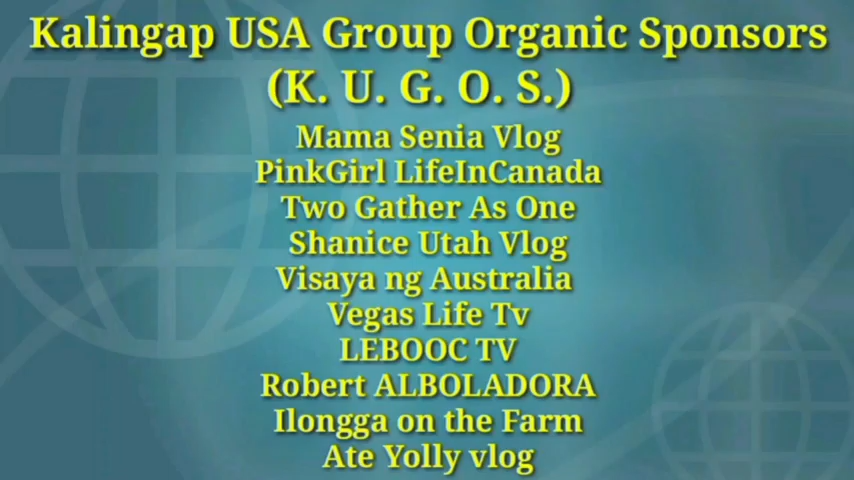 Kalingap USA Group Organic Sponsors
(K. U. G. O. S.)
Mama Senia Vlog
PinkGirl LifeInCanada
Two Gather As One
Shanice Utah Vlog
Visaya ng Australia
Vegas Life Tv
LEBOOC TV
Robert ALBOLADORA
Ilongga on the Farm
Ate Yolly vlog